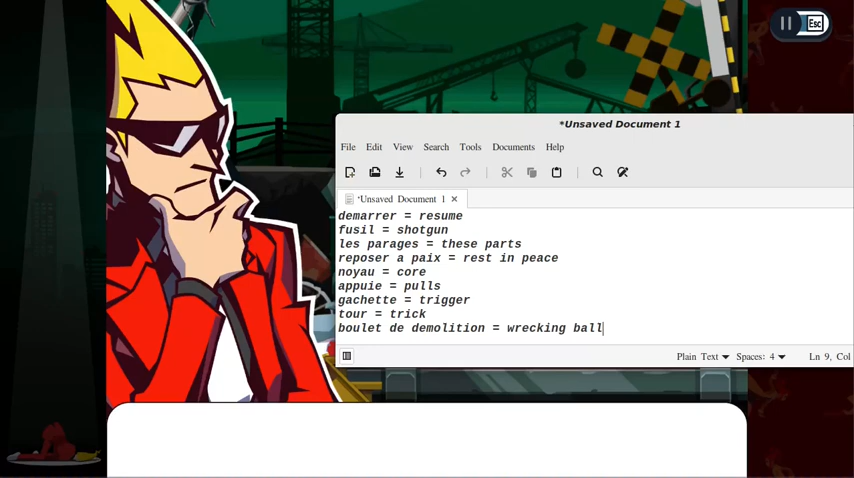 Esc
*Unsaved Document 1
File Edit View Search Tools Documents Help
*Unsaved Document 1
demarrer = resume
fusil = shotgun
les parages = these parts
reposer a paix = rest in peace
noyau = core
appuie = pulls
gachette = trigger
tour = trick
boulet de demolition = wrecking ball
Plain Text Spaces: 4 Ln 9, Col